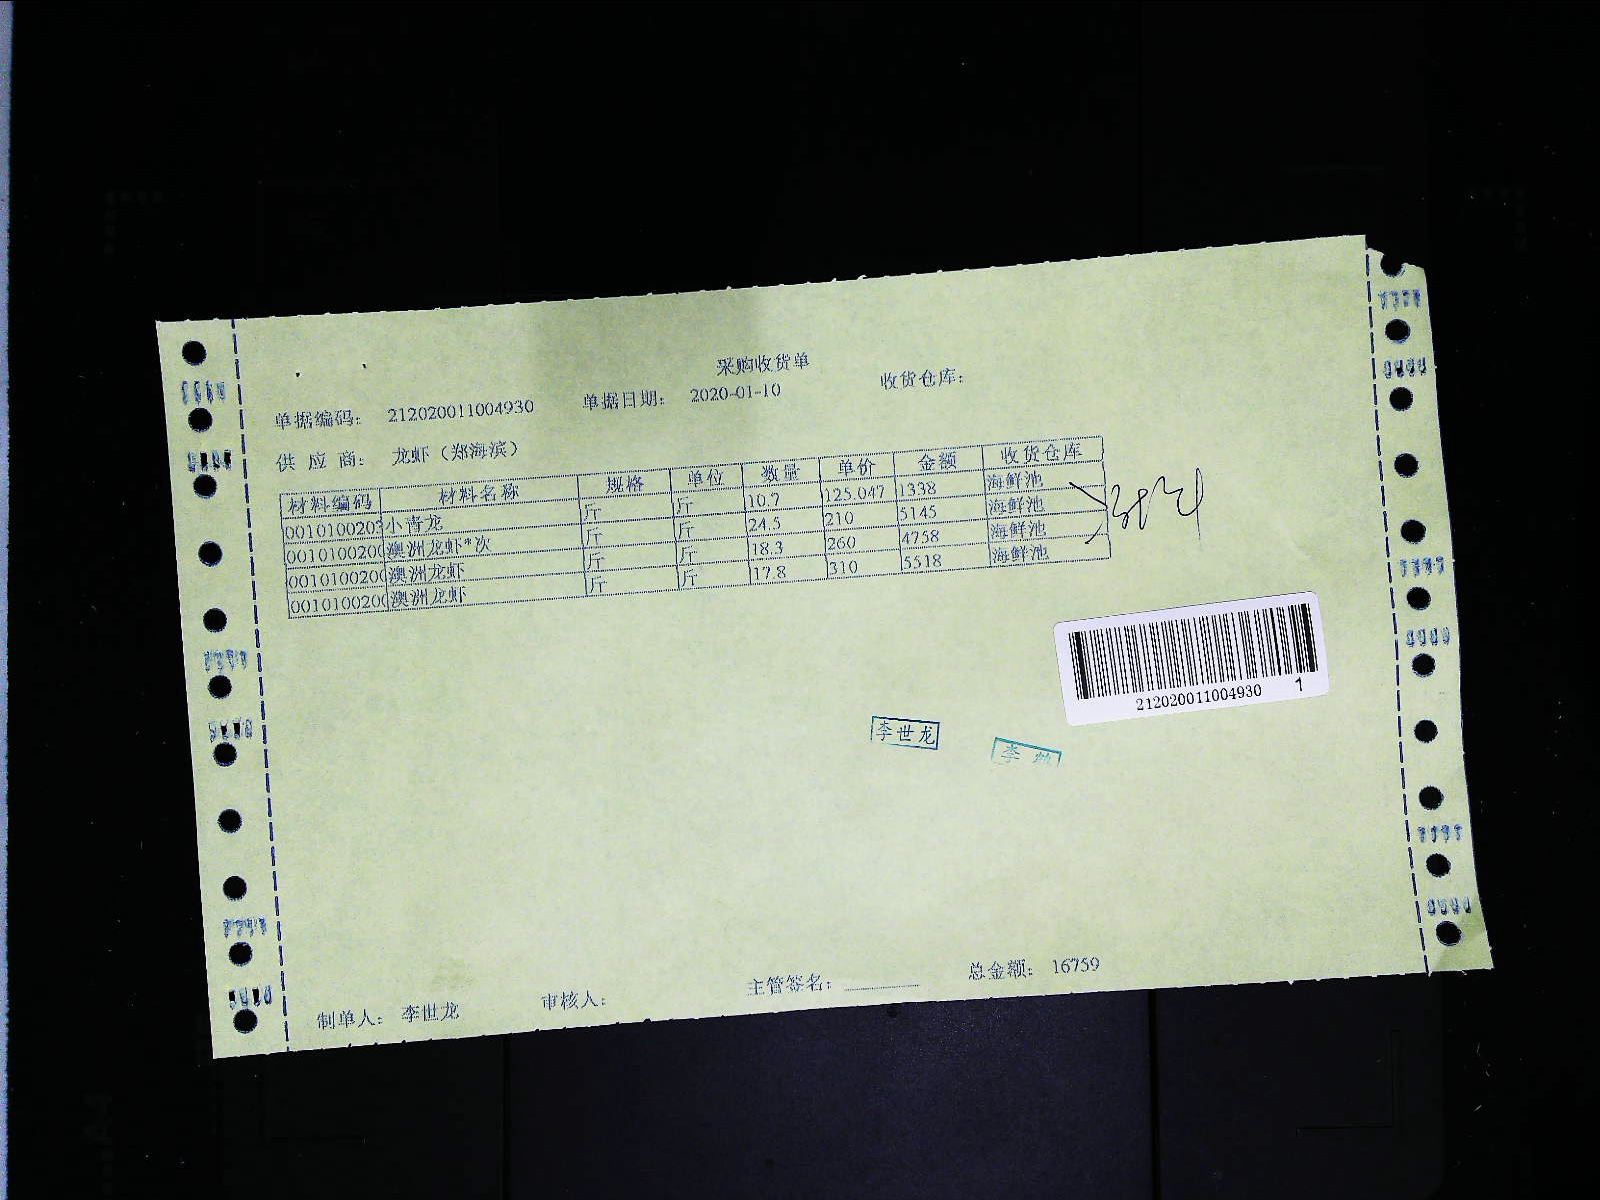 采购收货单
单据编码: 212020011004930 单据日期: 2020-01-10 收货仓库:
供应商: 龙虾（郑海滨）
材料编码 材料名称 规格 单位 数量 单价 金额 收货仓库
0010100203 小青龙 斤 斤 10.7 125.047 1338 海鲜池
001010020 澳洲龙虾*次 斤 斤 24.5 210 5145 海鲜池
001010020 澳洲龙虾 斤 斤 18.3 260 4758 海鲜池
001010020 澳洲龙虾 斤 斤 17.8 310 5518 海鲜池
212020011004930 1
李世龙
李
制单人: 李世龙 审核人: 主管签名: 总金额: 16759